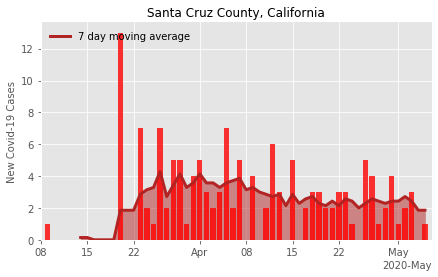 Santa Cruz County, California
7 day moving average
New Covid-19 Cases
12
10
8
6
4
2
0
08 15 22 Apr 08 15 22 May
2020-May